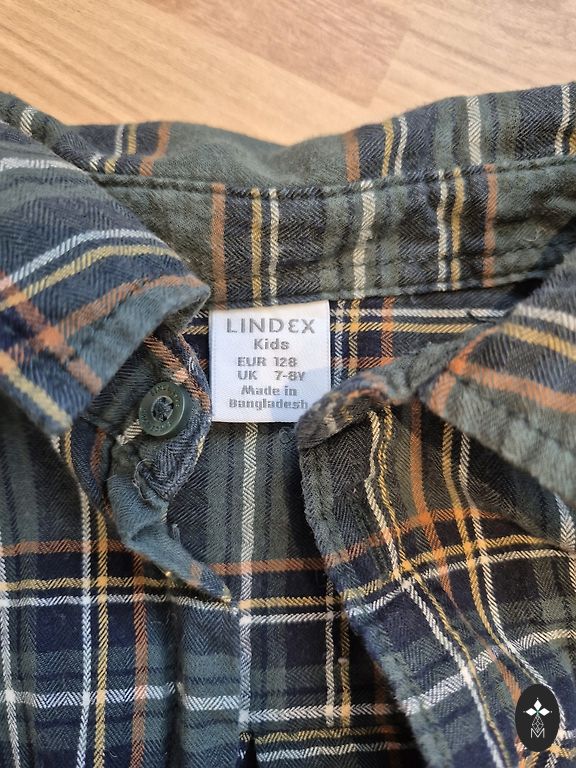 LINDEX
Kids
EUR 128
UK 7-8Y
Made in
Bangladesh
M